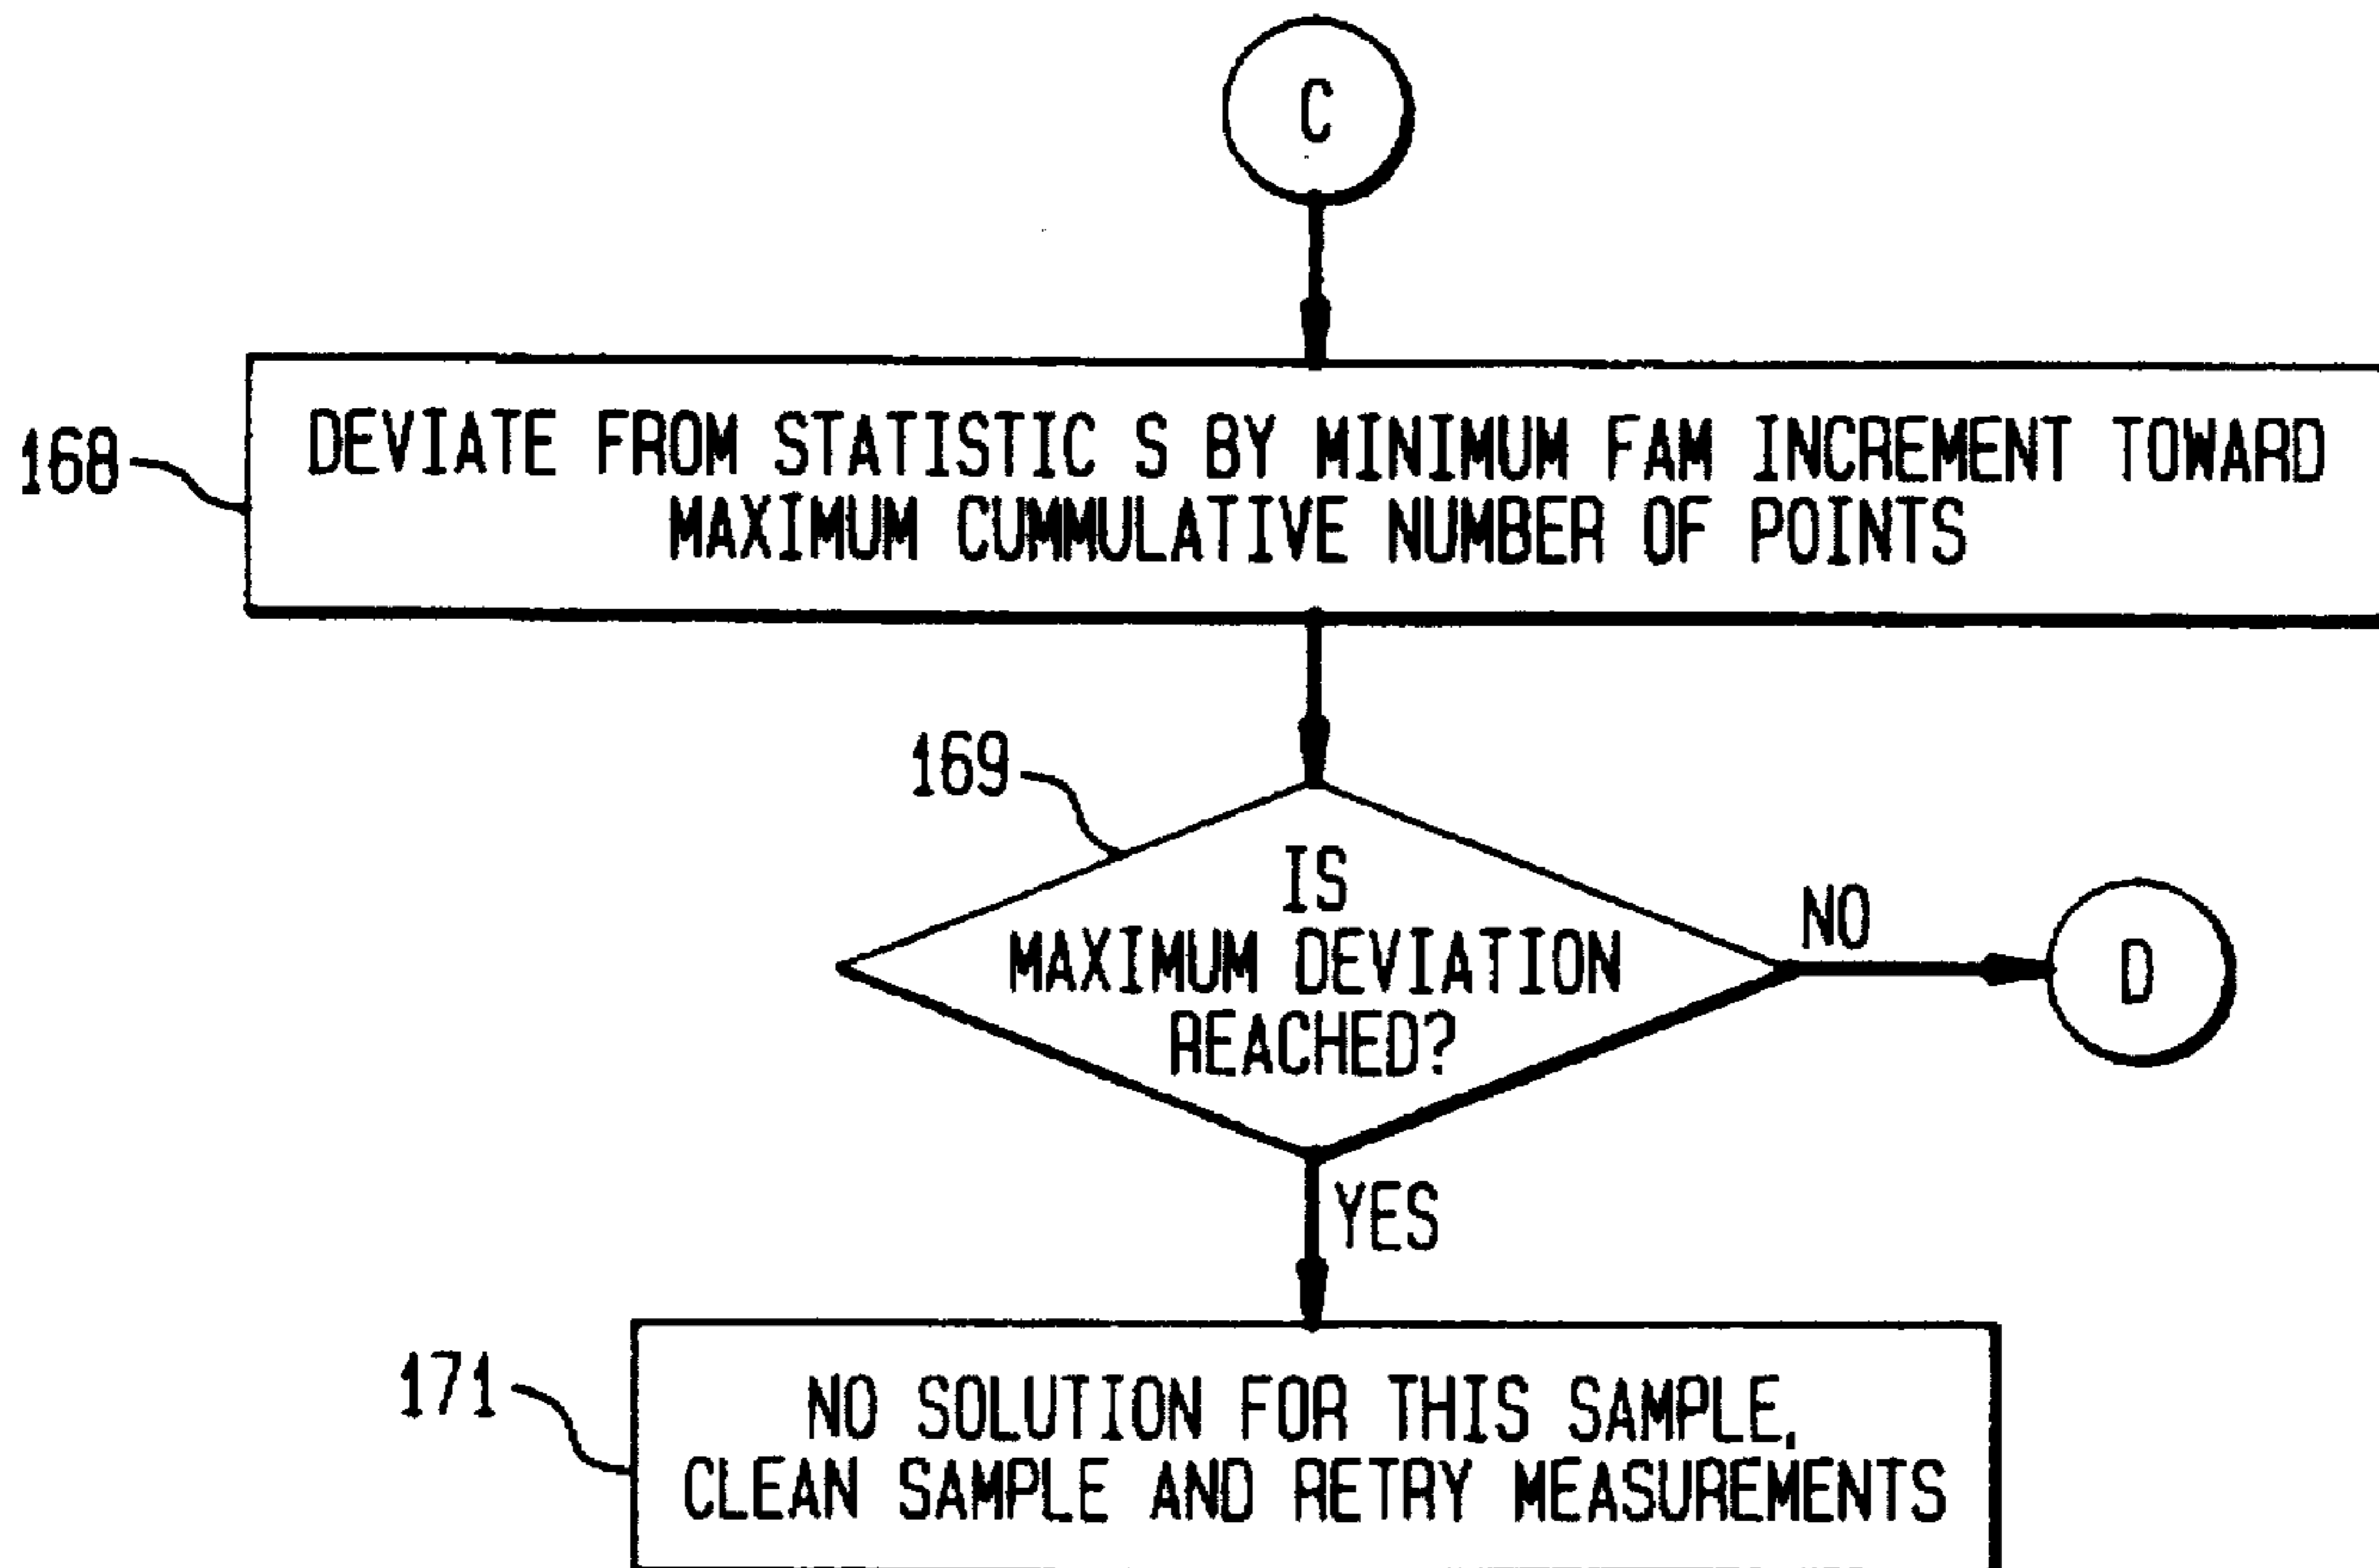 C
168
DEVIATE FROM STATISTIC S BY MINIMUM FAM INCREMENT TOWARD
MAXIMUM CUMMULATIVE NUMBER OF POINTS
169
IS
MAXIMUM DEVIATION
REACHED?
NO
D
YES
171
NO SOLUTION FOR THIS SAMPLE,
CLEAN SAMPLE AND RETRY MEASUREMENTS